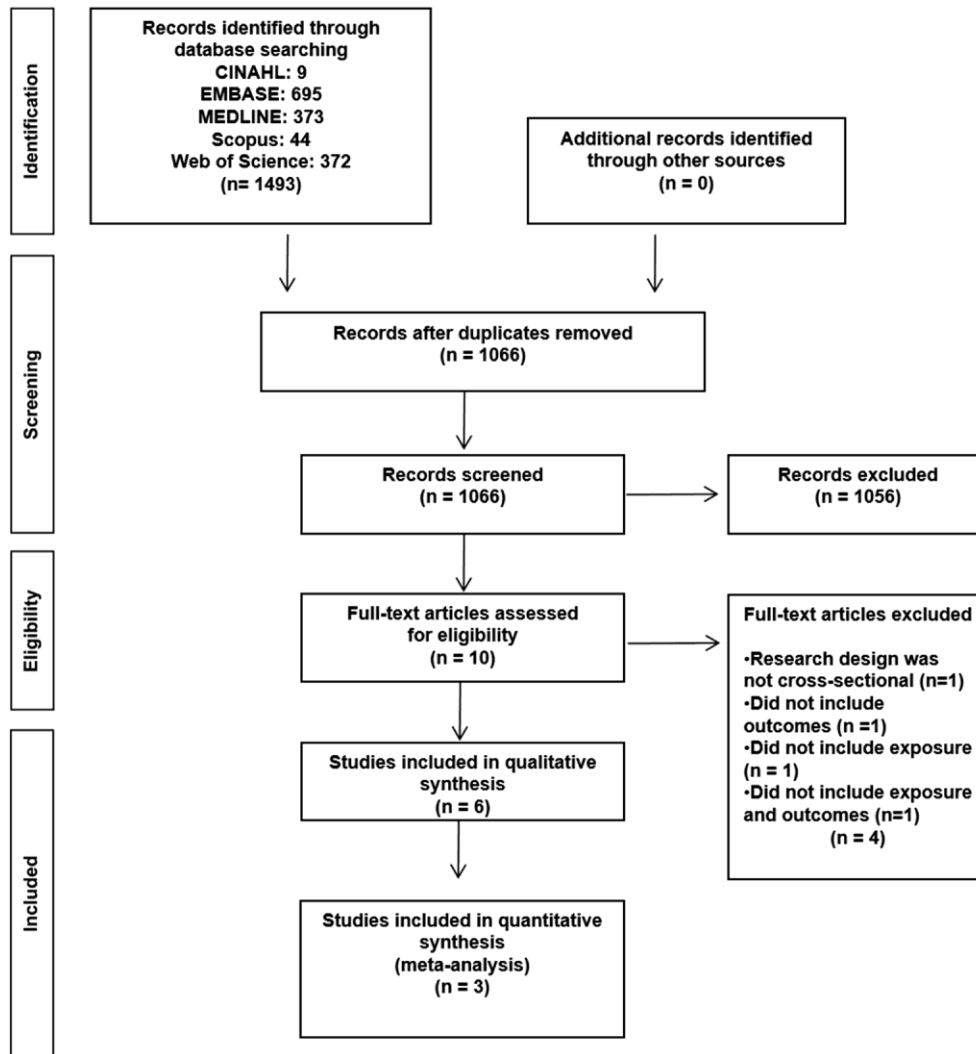 Identification
Records identified through
database searching
CINAHL: 9
EMBASE: 695
MEDLINE: 373
Scopus: 44
Web of Science: 372
(n= 1493)
Additional records identified
through other sources
(n = 0)
Screening
Records after duplicates removed
(n = 1066)
Records screened
(n = 1066)
Records excluded
(n = 1056)
Eligibility
Full-text articles assessed
for eligibility
(n = 10)
Full-text articles excluded
•Research design was
not cross-sectional (n=1)
•Did not include
outcomes (n =1)
•Did not include exposure
(n = 1)
•Did not include exposure
and outcomes (n=1)
(n = 4)
Included
Studies included in qualitative
synthesis
(n = 6)
Studies included in quantitative
synthesis
(meta-analysis)
(n = 3)